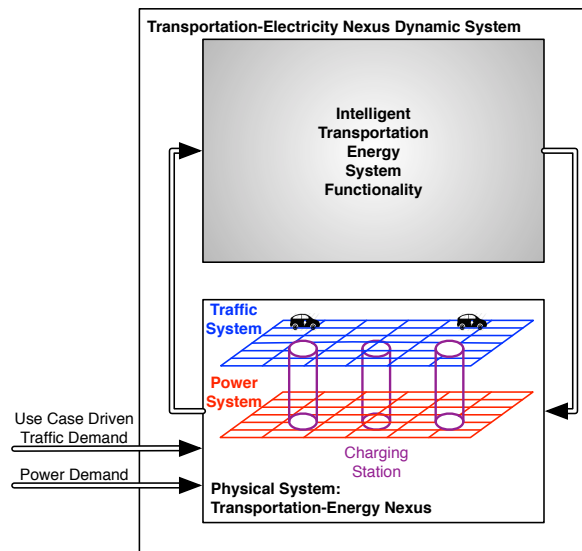 Transportation-Electricity Nexus Dynamic System
Intelligent
Transportation
Energy
System
Functionality
Traffic
System
Power
System
Use Case Driven
Traffic Demand
Charging
Station
Power Demand
Physical System:
Transportation-Energy Nexus